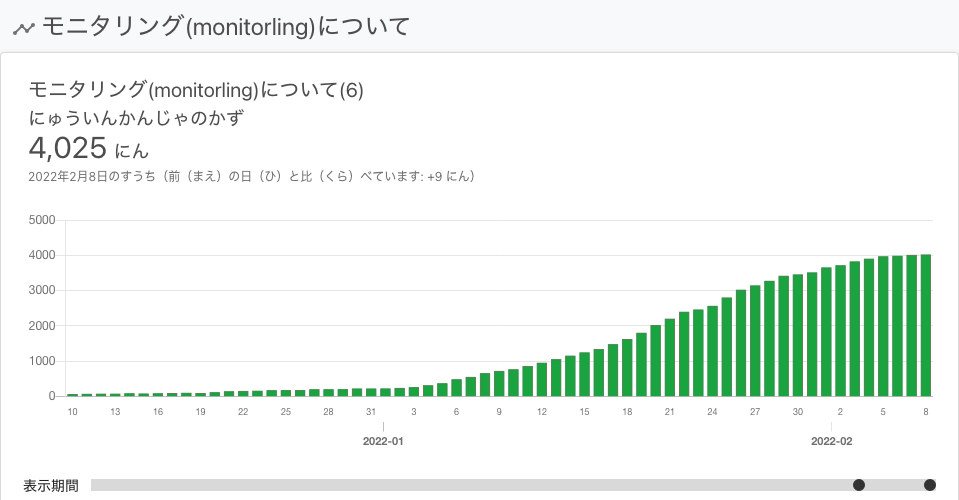 モニタリング(monitorling)について
モニタリング(monitorling)について(6)
にゅういんかんじゃのかず
4,025 にん
2022年2月8日のすうち（前（まえ）の日（ひ）と比（くら）べています: +9 にん）
5000
4000
3000
2000
1000
0
10 13 16 19 22 25 28 31 3 6 9 12 15 18 21 24 27 30 2 5 8
2022-01 2022-02
表示期間